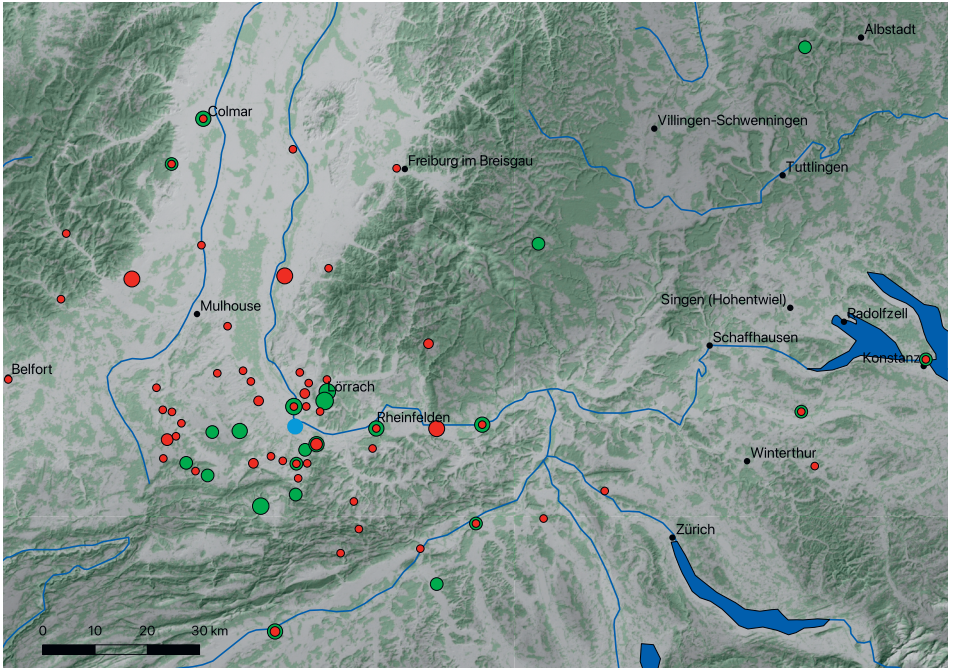 Albstadt
Colmar
Villingen-Schwenningen
Freiburg im Breisgau
Tuttlingen
Singen (Hohentwiel)
Mulhouse
Radolfzell
Schaffhausen
Konstanz
Belfort
Lörrach
Rheinfelden
Winterthur
Zürich
0 10 20 30 km